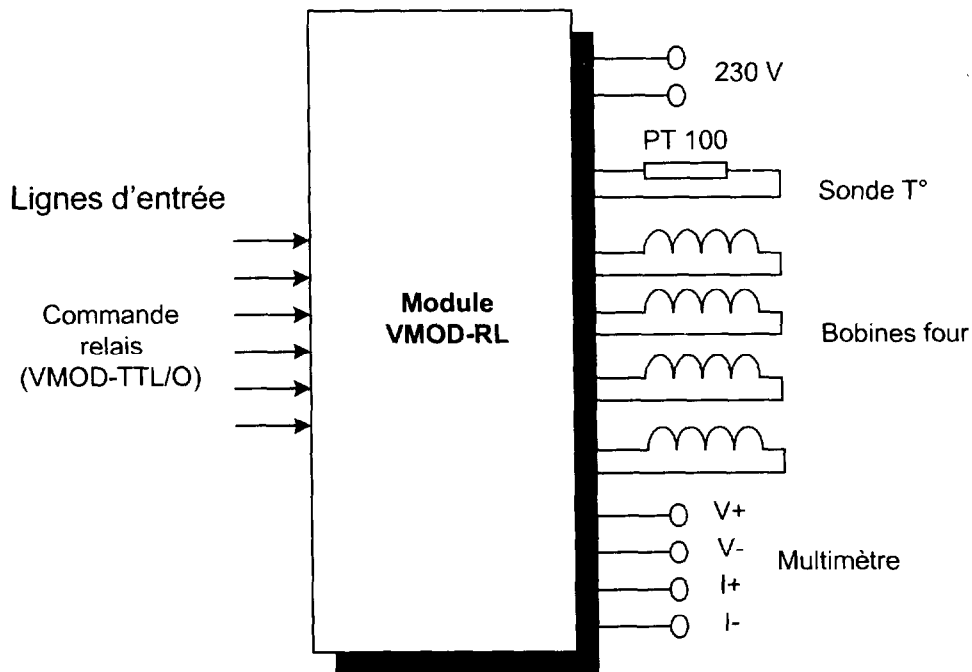 230 V
PT 100
Sonde T°
Lignes d'entrée
Commande
relais
(VMOD-TTL/O)
Module
VMOD-RL
Bobines four
V+
V-
Multimètre
I+
I-